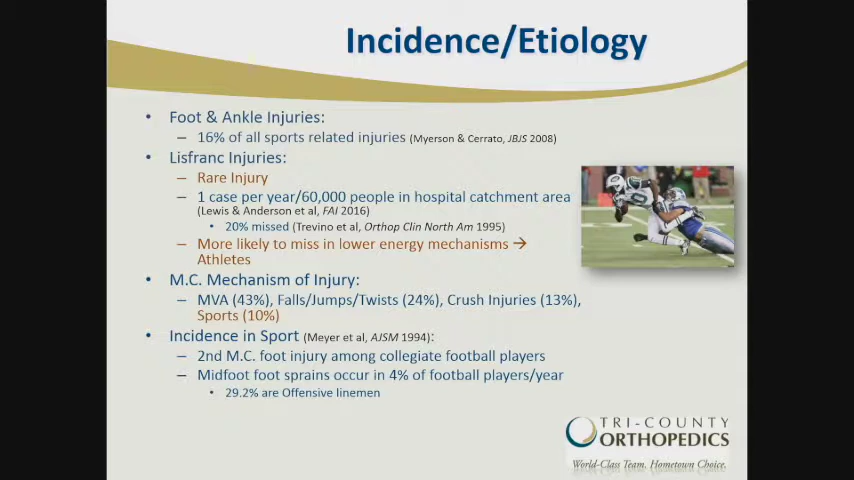 Incidence/Etiology
• Foot & Ankle Injuries:
– 16% of all sports related injuries (Myerson & Cerrato, JBJS 2008)
• Lisfranc Injuries:
– Rare Injury
– 1 case per year/60,000 people in hospital catchment area
(Lewis & Anderson et al, FAI 2016)
• 20% missed (Trevino et al, Orthop Clin North Am 1995)
– More likely to miss in lower energy mechanisms →
Athletes
• M.C. Mechanism of Injury:
– MVA (43%), Falls/Jumps/Twists (24%), Crush Injuries (13%),
Sports (10%)
• Incidence in Sport (Meyer et al, AJSM 1994):
– 2nd M.C. foot injury among collegiate football players
– Midfoot foot sprains occur in 4% of football players/year
• 29.2% are Offensive linemen
TRI-COUNTY
ORTHOPEDICS
World-Class Team. Hometown Choice.